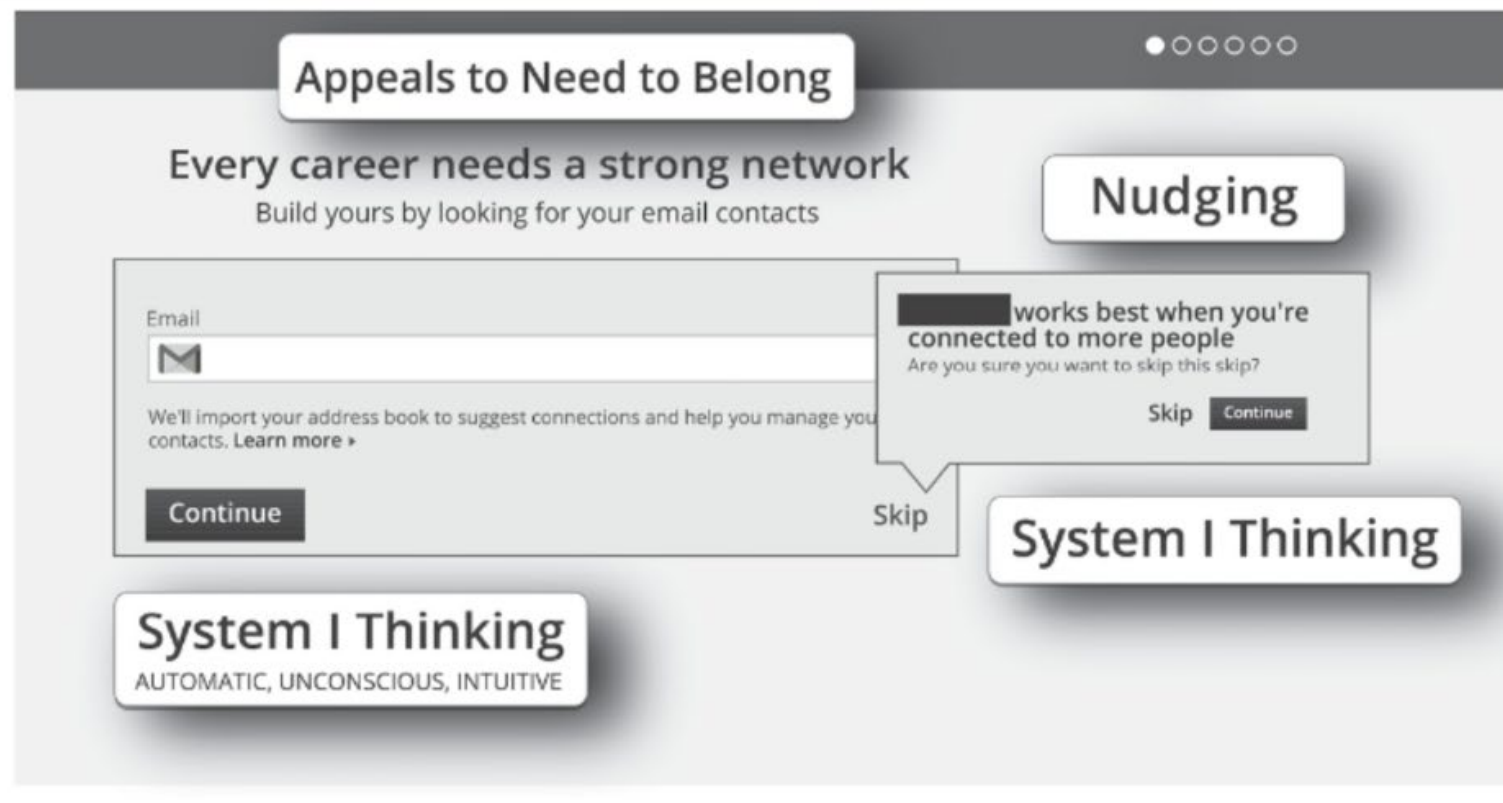 Appeals to Need to Belong
Every career needs a strong network
Build yours by looking for your email contacts
Nudging
Email
works best when you're
connected to more people
Are you sure you want to skip this skip?
Skip Continue
We'll import your address book to suggest connections and help you manage you
contacts. Learn more ▸
Continue
Skip
System I Thinking
System I Thinking
AUTOMATIC, UNCONSCIOUS, INTUITIVE